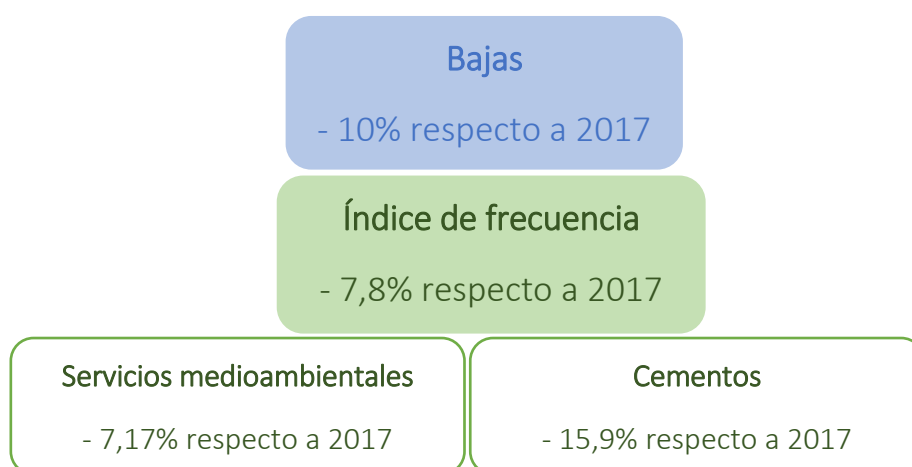 Bajas
- 10% respecto a 2017
Índice de frecuencia
- 7,8% respecto a 2017
Servicios medioambientales
- 7,17% respecto a 2017
Cementos
- 15,9% respecto a 2017